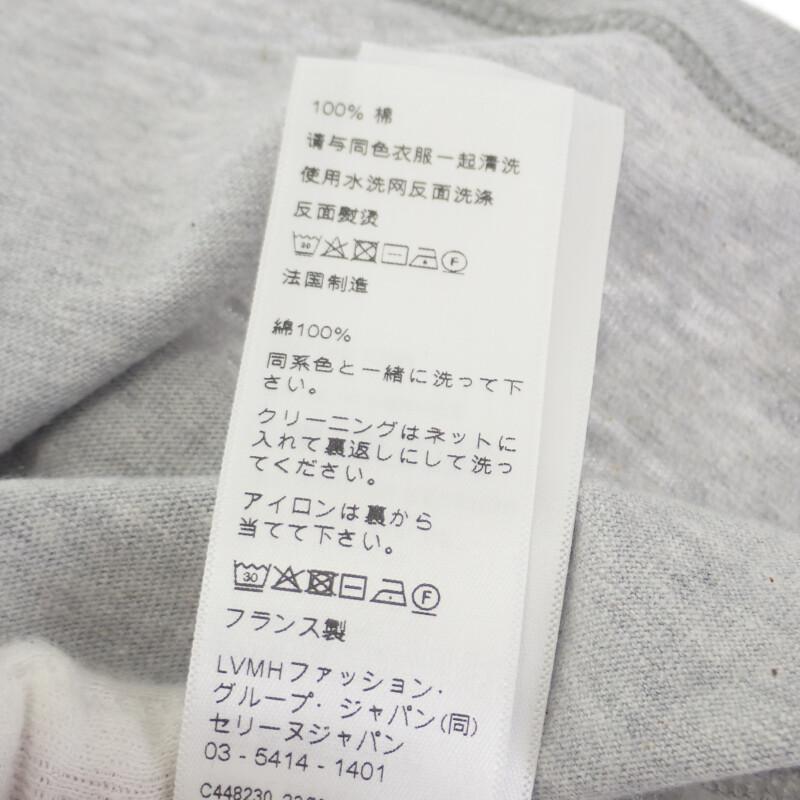 100% 棉
请与同色衣服一起清洗
使用水洗网反面洗涤
反面熨烫
30 F
法国制造
綿100%
同系色と一緒に洗って下
さい。
クリーニングはネットに
入れて裏返しにして洗っ
てください。
アイロンは裏から
当てて下さい。
30 F
フランス製
LVMHファッション・
グループ・ジャパン(同)
セリーヌジャパン
03 - 5414 - 1401
C448230